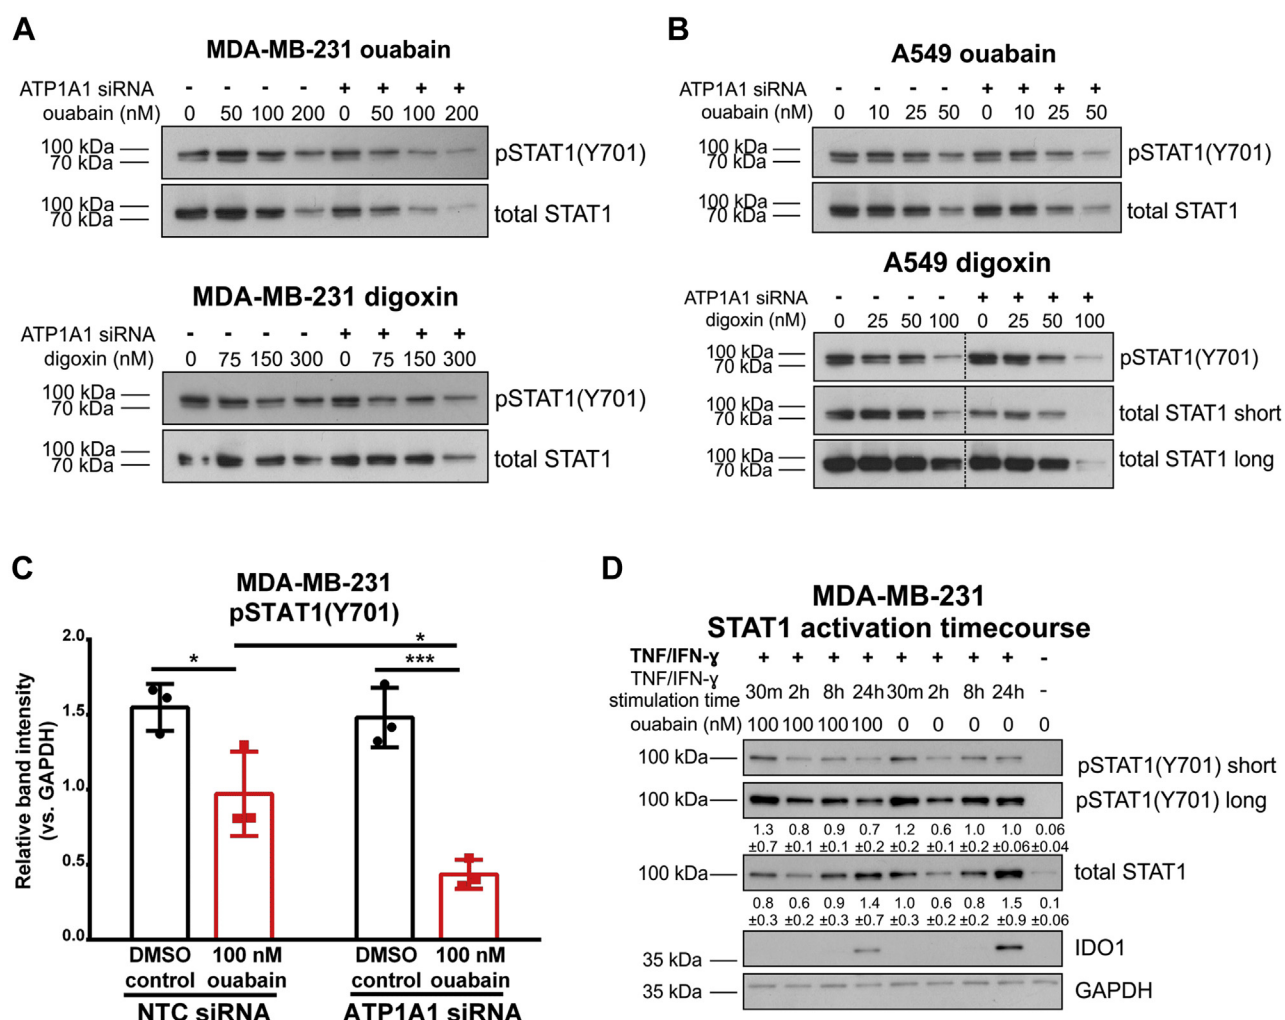 A
MDA-MB-231 ouabain
ATP1A1 siRNA - - - - + + + +
ouabain (nM) 0 50 100 200 0 50 100 200
100 kDa
70 kDa
pSTAT1(Y701)
100 kDa
70 kDa
total STAT1
MDA-MB-231 digoxin
ATP1A1 siRNA - - - - + + + +
digoxin (nM) 0 75 150 300 0 75 150 300
100 kDa
70 kDa
pSTAT1(Y701)
100 kDa
70 kDa
total STAT1
B
A549 ouabain
ATP1A1 siRNA - - - - + + + +
ouabain (nM) 0 10 25 50 0 10 25 50
100 kDa
70 kDa
pSTAT1(Y701)
100 kDa
70 kDa
total STAT1
A549 digoxin
ATP1A1 siRNA - - - - + + + +
digoxin (nM) 0 25 50 100 0 25 50 100
100 kDa
70 kDa
pSTAT1(Y701)
100 kDa
70 kDa
total STAT1 short
100 kDa
70 kDa
total STAT1 long
C
MDA-MB-231
pSTAT1(Y701)
Relative band intensity
(vs. GAPDH)
2.0
1.5
1.0
0.5
0.0
*
*
***
DMSO control
100 nM ouabain
DMSO control
100 nM ouabain
NTC siRNA
ATP1A1 siRNA
D
MDA-MB-231
STAT1 activation timecourse
TNF/IFN-ɣ + + + + + + + + -
TNF/IFN-ɣ
stimulation time 30m 2h 8h 24h 30m 2h 8h 24h -
ouabain (nM) 100 100 100 100 0 0 0 0 0
100 kDa
pSTAT1(Y701) short
100 kDa
pSTAT1(Y701) long
1.3 0.8 0.9 0.7 1.2 0.6 1.0 1.0 0.06
±0.7 ±0.1 ±0.1 ±0.2 ±0.2 ±0.1 ±0.2 ±0.06 ±0.04
100 kDa
total STAT1
0.8 0.6 0.9 1.4 1.0 0.6 0.8 1.5 0.1
±0.3 ±0.2 ±0.3 ±0.7 ±0.3 ±0.2 ±0.2 ±0.9 ±0.06
35 kDa
IDO1
35 kDa
GAPDH